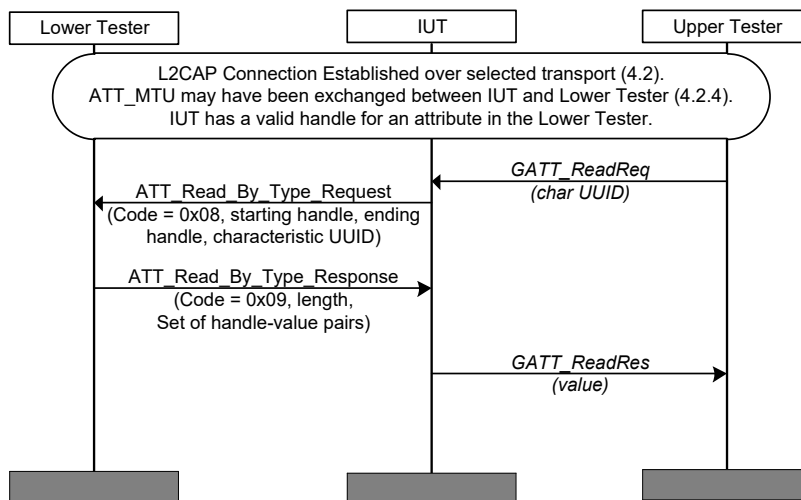 Lower Tester
IUT
Upper Tester
L2CAP Connection Established over selected transport (4.2).
ATT_MTU may have been exchanged between IUT and Lower Tester (4.2.4).
IUT has a valid handle for an attribute in the Lower Tester.
GATT_ReadReq
(char UUID)
ATT_Read_By_Type_Request
(Code = 0x08, starting handle, ending
handle, characteristic UUID)
ATT_Read_By_Type_Response
(Code = 0x09, length,
Set of handle-value pairs)
GATT_ReadRes
(value)